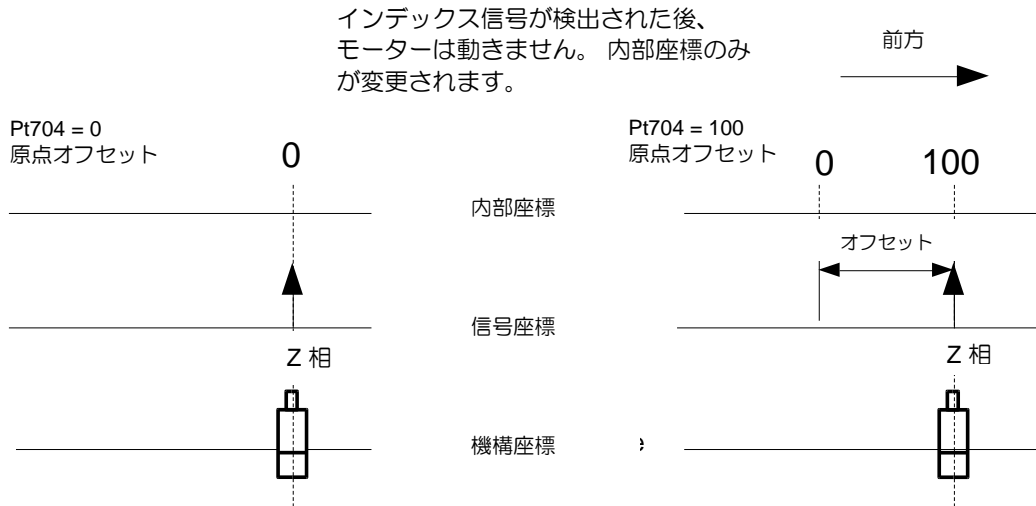 インデックス信号が検出された後、
モーターは動きません。 内部座標のみ
が変更されます。
前方
Pt704 = 0
原点オフセット
0
Pt704 = 100
原点オフセット
0
100
内部座標
オフセット
信号座標
Z 相
Z 相
機構座標
e